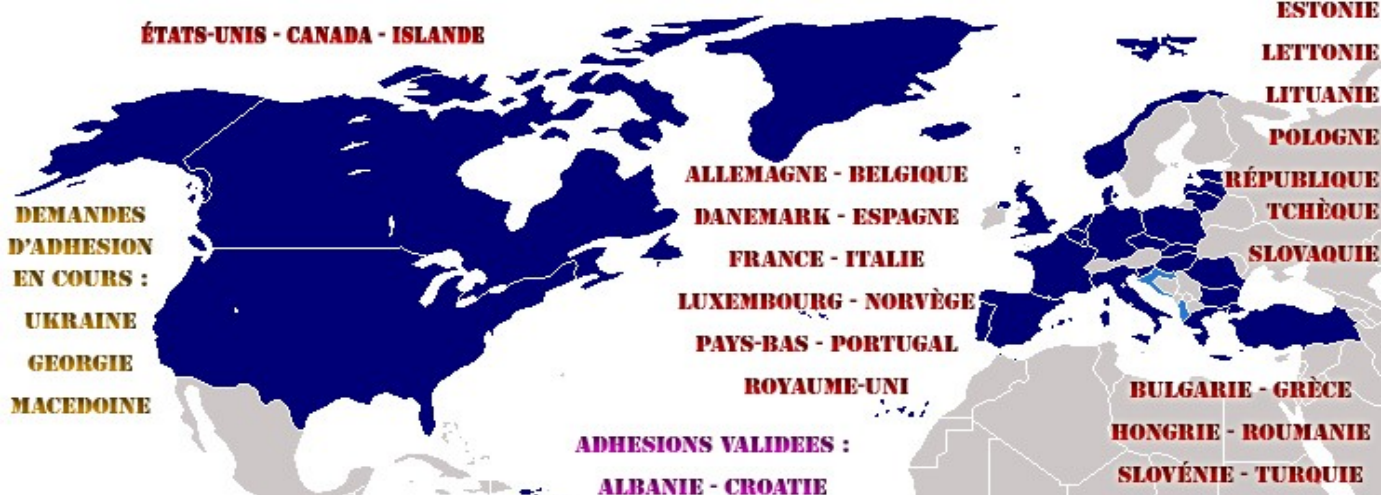 ÉTATS-UNIS - CANADA - ISLANDE
DEMANDES
D'ADHESION
EN COURS :
UKRAINE
GEORGIE
MACEDOINE
ALLEMAGNE - BELGIQUE
DANEMARK - ESPAGNE
FRANCE - ITALIE
LUXEMBOURG - NORVÈGE
PAYS-BAS - PORTUGAL
ROYAUME-UNI
ADHESIONS VALIDEES :
ALBANIE - CROATIE
ESTONIE
LETTONIE
LITUANIE
POLOGNE
RÉPUBLIQUE
TCHÈQUE
SLOVAQUIE
BULGARIE - GRÈCE
HONGRIE - ROUMANIE
SLOVÉNIE - TURQUIE